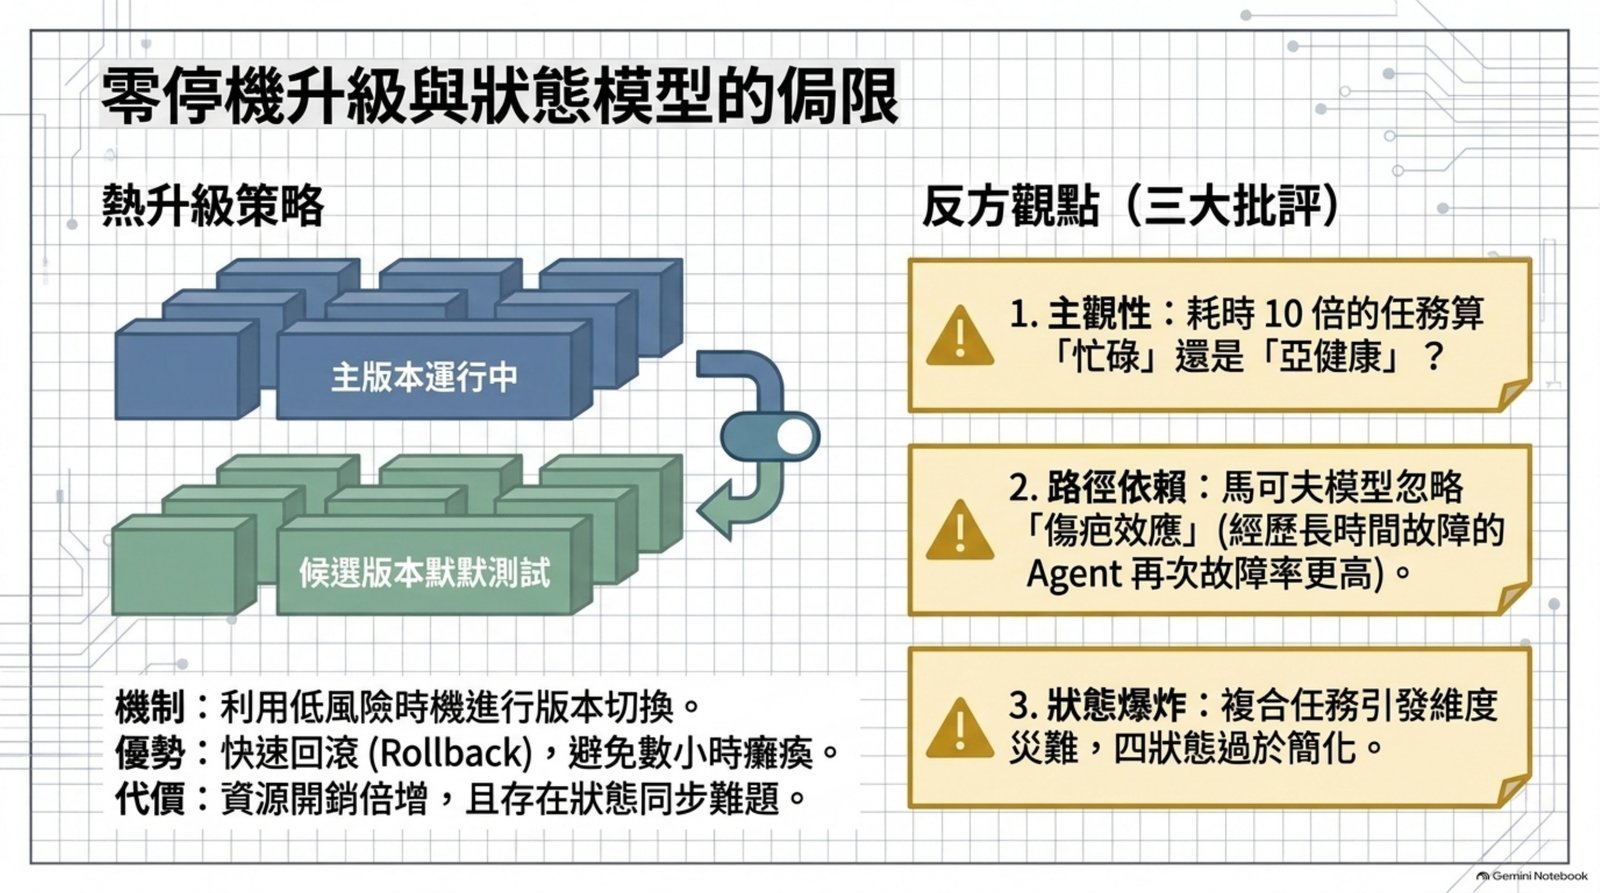 零停機升級與狀態模型的侷限
熱升級策略
主版本運行中
候選版本默默測試
機制：利用低風險時機進行版本切換。
優勢：快速回滾 (Rollback)，避免數小時癱瘓。
代價：資源開銷倍增，且存在狀態同步難題。
反方觀點（三大批評）
1. 主觀性：耗時 10 倍的任務算
「忙碌」還是「亞健康」？
2. 路徑依賴：馬可夫模型忽略
「傷疤效應」(經歷長時間故障的
Agent 再次故障率更高)。
3. 狀態爆炸：複合任務引發維度
災難，四狀態過於簡化。
Gemini Notebook